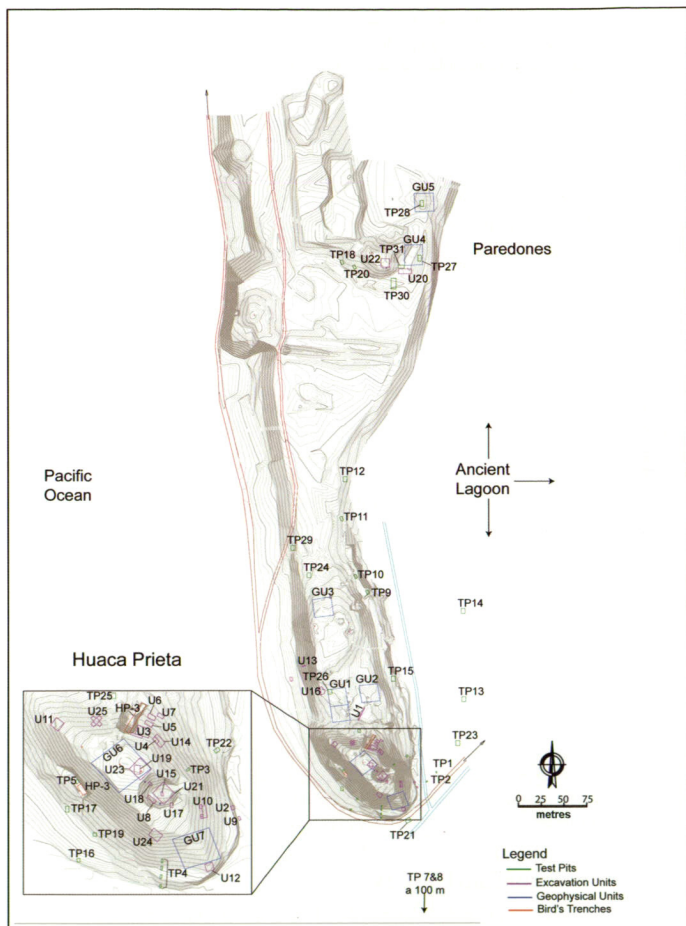 GU5
TP28
Paredones
GU4
TP31
TP18
U22
TP27
TP20
U20
TP30
Pacific
Ocean
Ancient
Lagoon
TP12
TP11
TP29
TP24
TP10
TP9
GU3
TP14
Huaca Prieta
U13
TP26
TP15
GU1
GU2
U16
U1
TP13
TP23
TP1
TP2
TP21
TP25
U6
HP-3
U7
U25
U11
U5
U3
U4
U14
TP22
GU6
U19
U23
U15
TP3
TP5
HP-3
U18
U21
TP17
U10
U2
U8
U17
U9
TP19
U24
GU7
TP16
TP4
U12
TP 7&8
a 100 m
0 25 50 75
metres
Legend
Test Pits
Excavation Units
Geophysical Units
Bird's Trenches